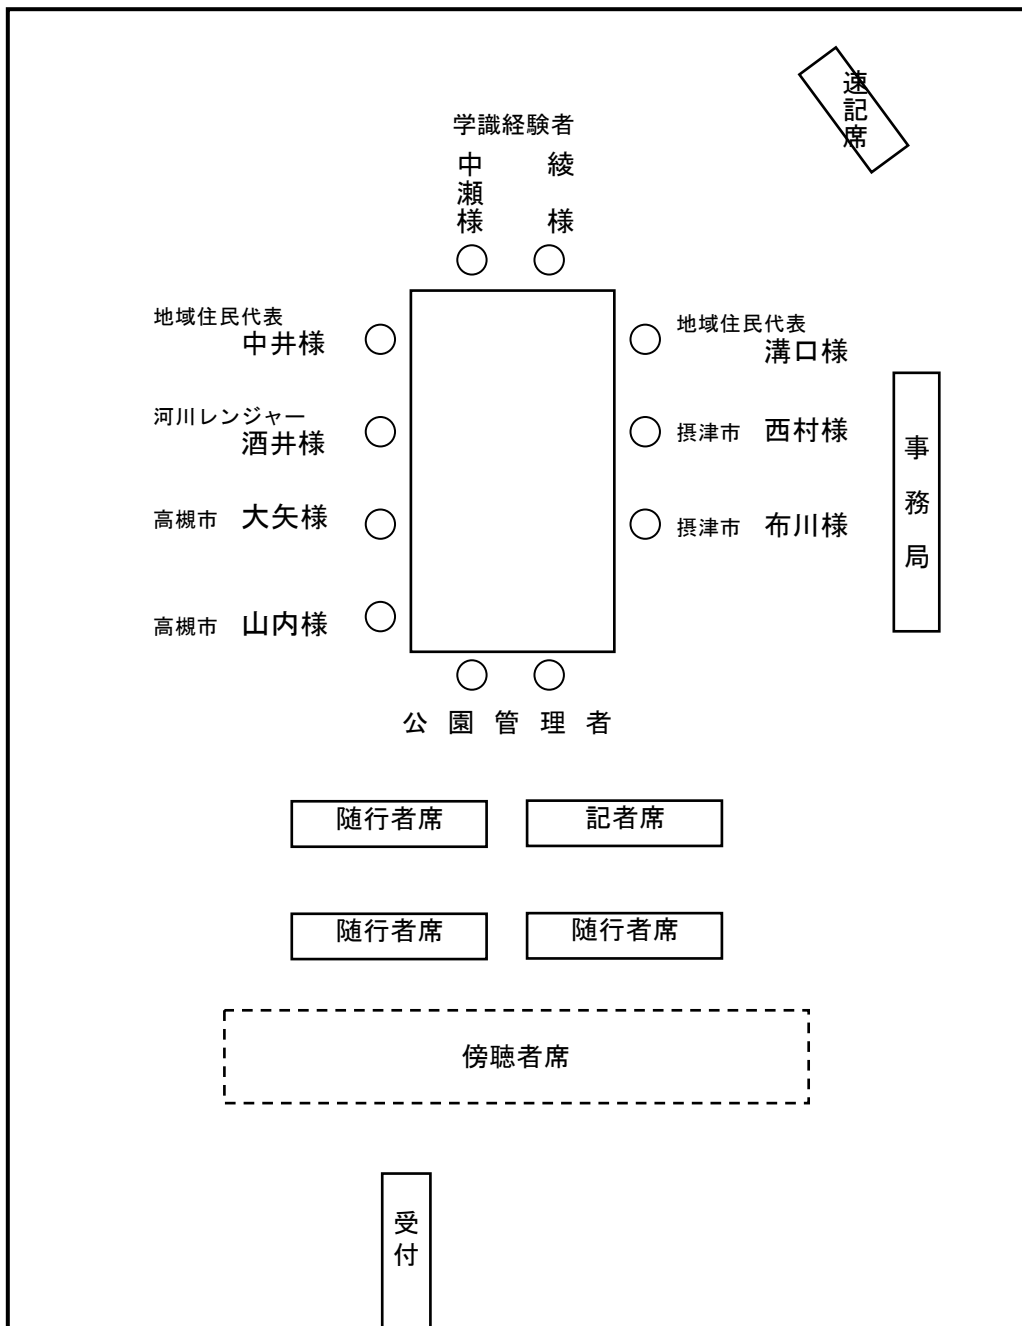 速記席
学識経験者
中瀬様
綾様
地域住民代表
中井様
地域住民代表
溝口様
河川レンジャー
酒井様
摂津市 西村様
高槻市 大矢様
摂津市 布川様
高槻市 山内様
事務局
公園管理者
随行者席
記者席
随行者席
随行者席
傍聴者席
受付